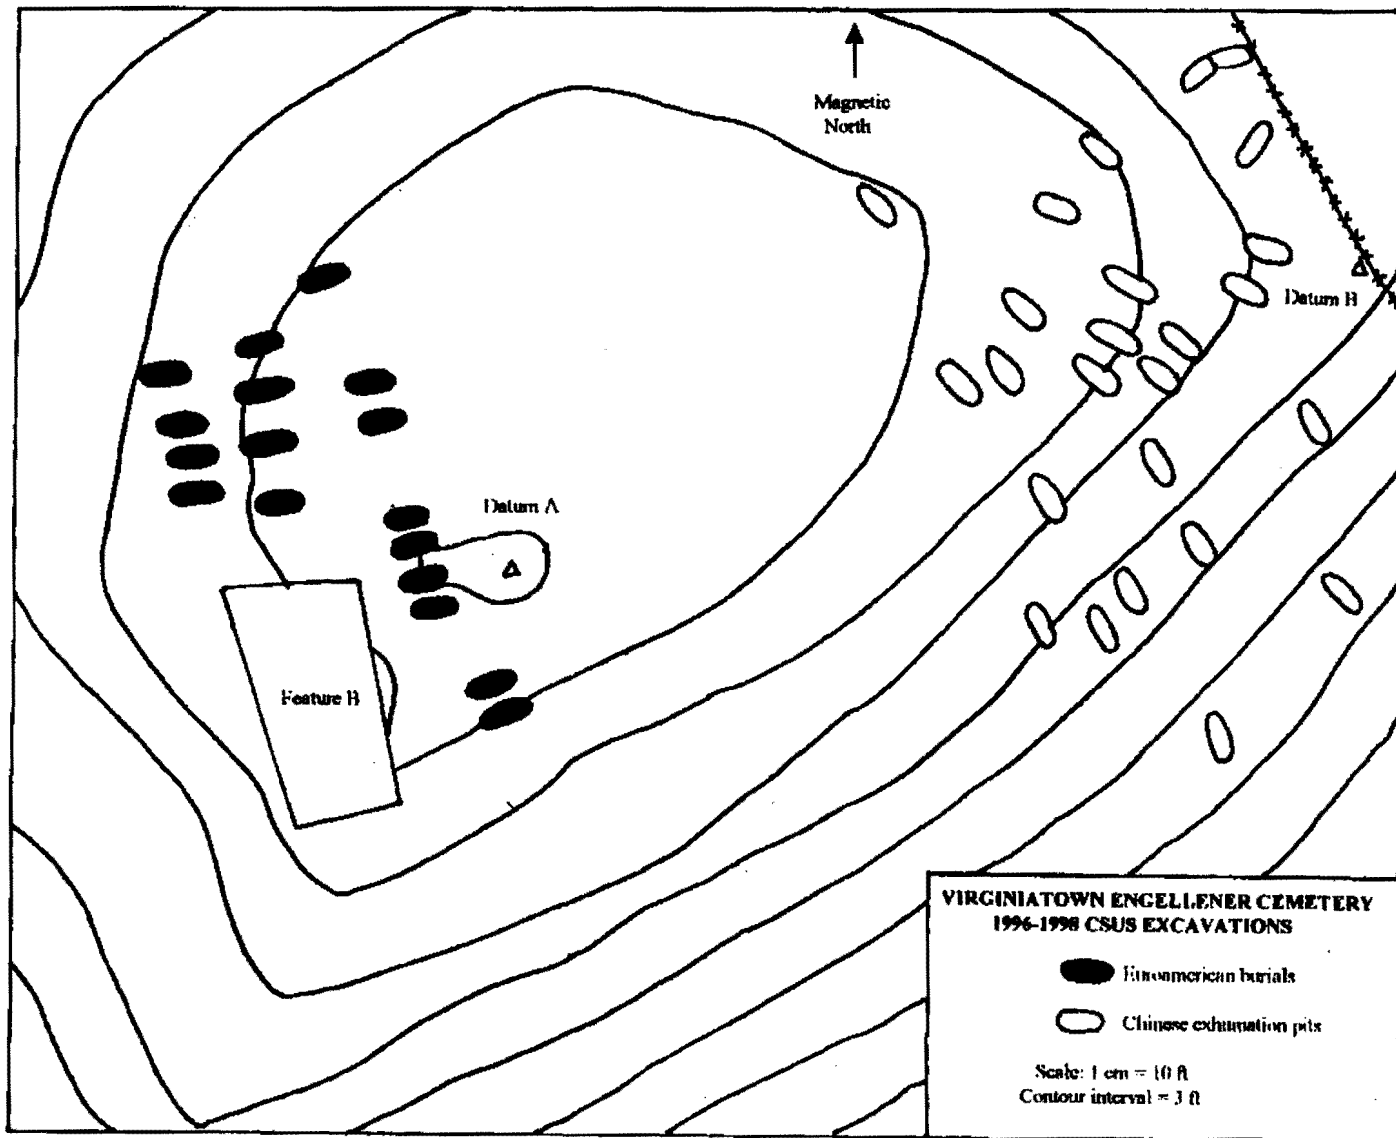 Magnetic
North
Datum B
Datum A
Feature B
VIRGINIATOWN ENGELLENER CEMETERY
1996-1998 CSUS EXCAVATIONS
Euroamerican burials
Chinese exhumation pits
Scale: 1 cm = 10 ft
Contour interval = 3 ft